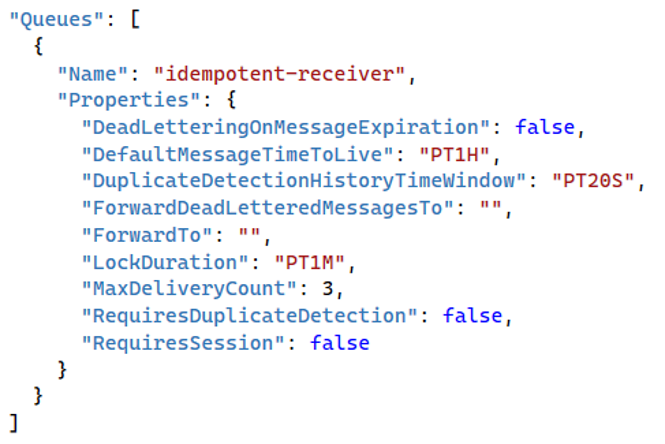 "Queues": [
  {
    "Name": "idempotent-receiver",
    "Properties": {
      "DeadLetteringOnMessageExpiration": false,
      "DefaultMessageTimeToLive": "PT1H",
      "DuplicateDetectionHistoryTimeWindow": "PT20S",
      "ForwardDeadLetteredMessagesTo": "",
      "ForwardTo": "",
      "LockDuration": "PT1M",
      "MaxDeliveryCount": 3,
      "RequiresDuplicateDetection": false,
      "RequiresSession": false
    }
  }
]